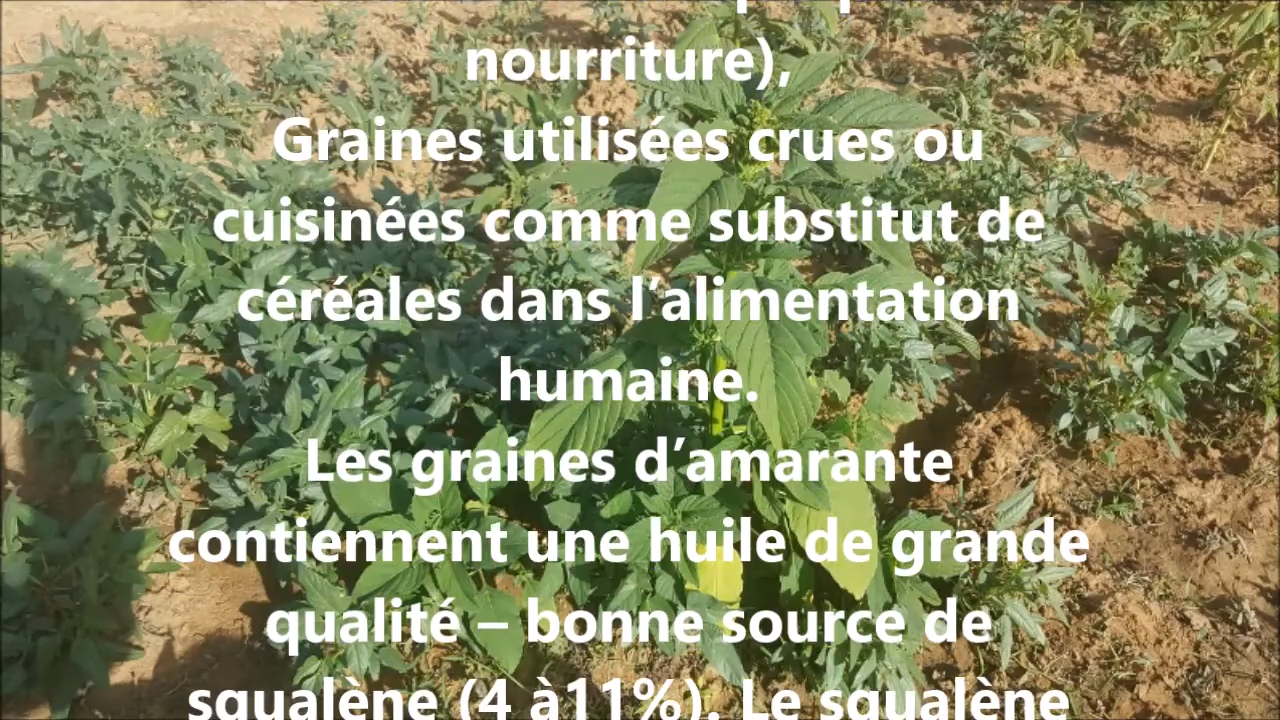 nourriture),
Graines utilisées crues ou
cuisinées comme substitut de
céréales dans l’alimentation
humaine.
Les graines d’amarante
contiennent une huile de grande
qualité – bonne source de
squalène (4 à11%). Le squalène